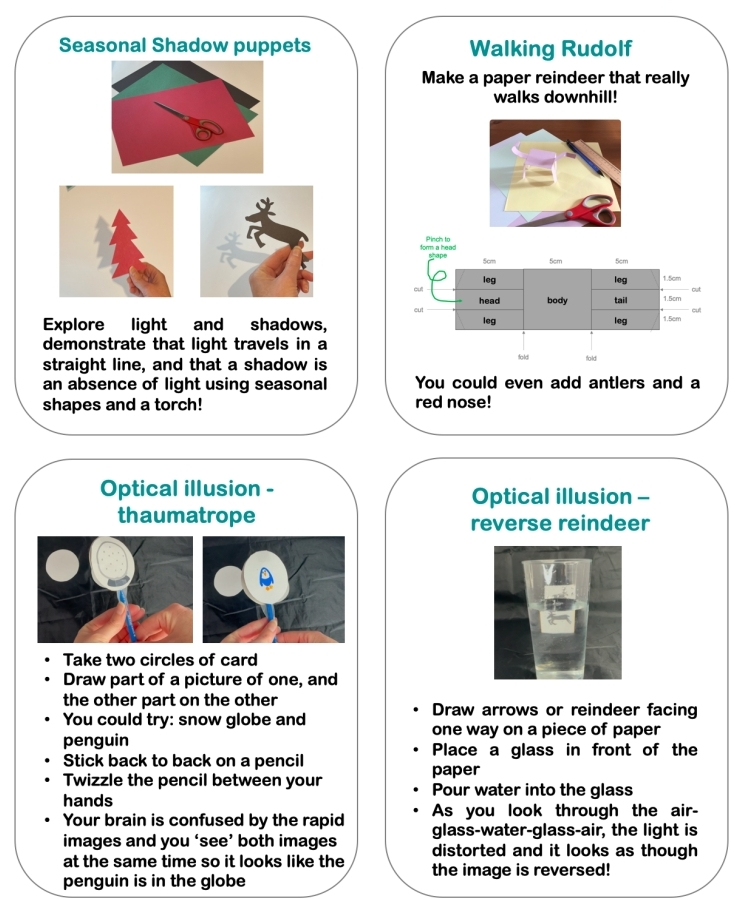 Seasonal Shadow puppets
Explore light and shadows,
demonstrate that light travels in a
straight line, and that a shadow is
an absence of light using seasonal
shapes and a torch!
Walking Rudolf
Make a paper reindeer that really
walks downhill!
Pinch to
form a head
shape
5cm 5cm 5cm
leg leg 1.5cm
cut cut
head body tail 1.5cm
cut cut
leg leg 1.5cm
fold fold
You could even add antlers and a
red nose!
Optical illusion -
thaumatrope
• Take two circles of card
• Draw part of a picture of one, and
the other part on the other
• You could try: snow globe and
penguin
• Stick back to back on a pencil
• Twizzle the pencil between your
hands
• Your brain is confused by the rapid
images and you ‘see’ both images
at the same time so it looks like the
penguin is in the globe
Optical illusion –
reverse reindeer
• Draw arrows or reindeer facing
one way on a piece of paper
• Place a glass in front of the
paper
• Pour water into the glass
• As you look through the air-
glass-water-glass-air, the light is
distorted and it looks as though
the image is reversed!